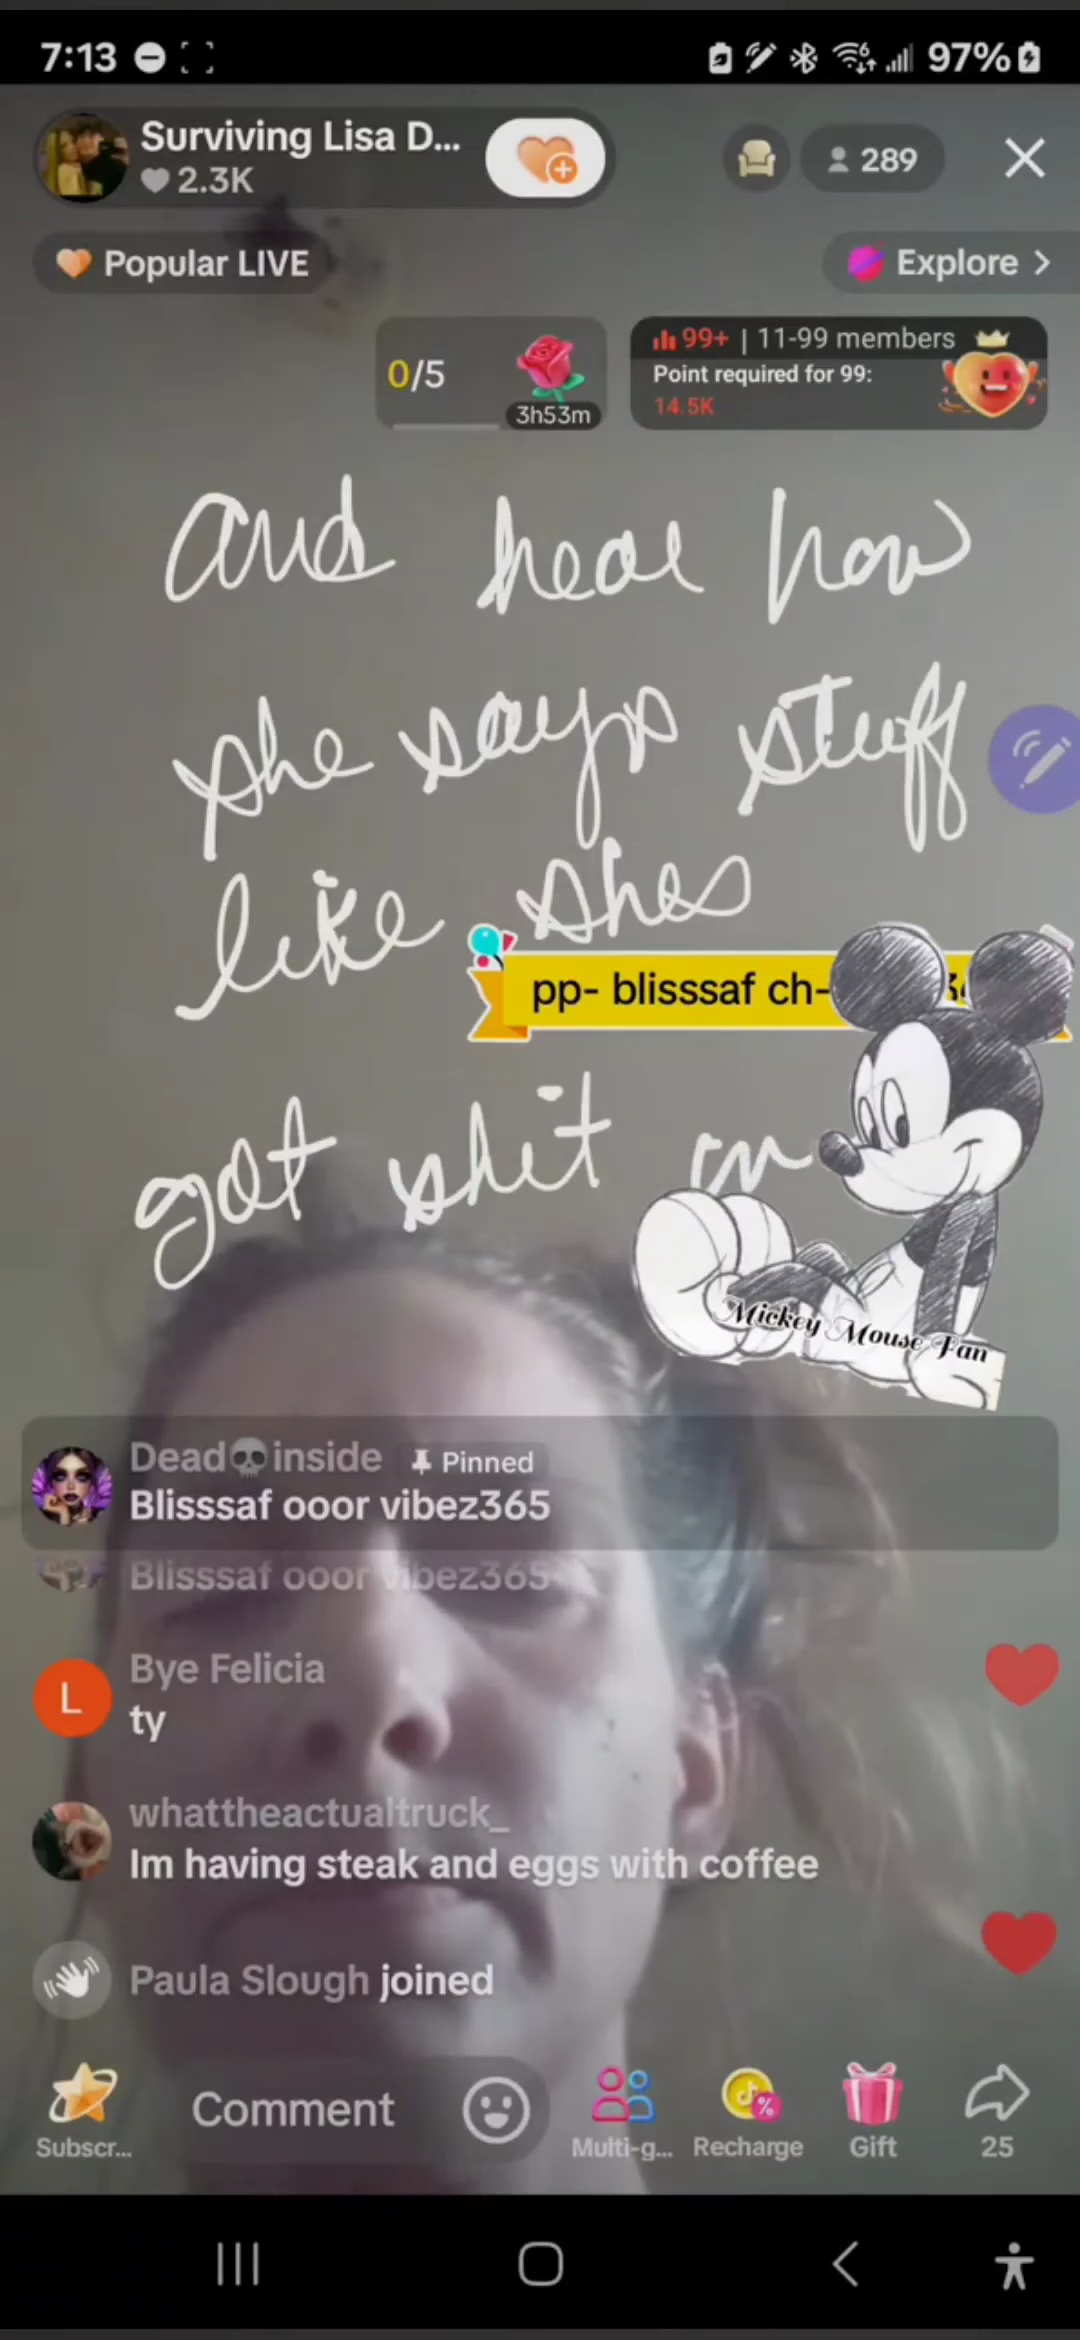 7:13
97%
Surviving Lisa D...
2.3K
289
Popular LIVE
Explore >
0/5
3h53m
99+ | 11-99 members
Point required for 99:
14.5K
and hear how
she says stuff
like shes
pp- blisssaf ch-
got shit on
Mickey Mouse Fan
Dead💀inside Pinned
Blisssaf ooor vibez365
Blisssaf ooor vibez365
Bye Felicia
L
ty
whattheactualtruck_
Im having steak and eggs with coffee
Paula Slough joined
Subscr...
Comment
Multi-g...
Recharge
Gift
25